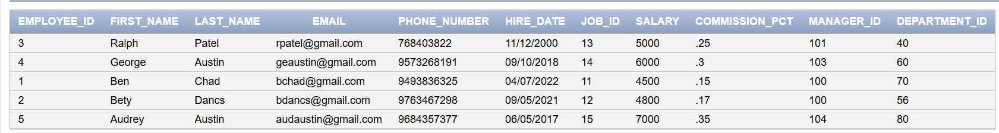 EMPLOYEE_ID FIRST_NAME LAST_NAME EMAIL PHONE_NUMBER HIRE_DATE JOB_ID SALARY COMMISSION_PCT MANAGER_ID DEPARTMENT_ID
3 Ralph Patel rpatel@gmail.com 768403822 11/12/2000 13 5000 .25 101 40
4 George Austin geaustin@gmail.com 9573268191 09/10/2018 14 6000 .3 103 60
1 Ben Chad bchad@gmail.com 9493836325 04/07/2022 11 4500 .15 100 70
2 Bety Dancs bdancs@gmail.com 9763467298 09/05/2021 12 4800 .17 100 56
5 Audrey Austin audaustin@gmail.com 9684357377 06/05/2017 15 7000 .35 104 80